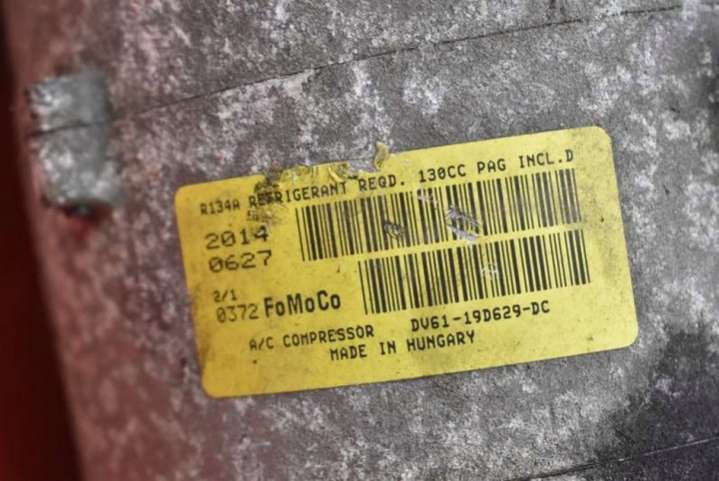 R134A REFRIGERANT REQD. 130CC PAG INCL.D
2014
0627
2/1
0372 FoMoCo
A/C COMPRESSOR DV61-19D629-DC
MADE IN HUNGARY